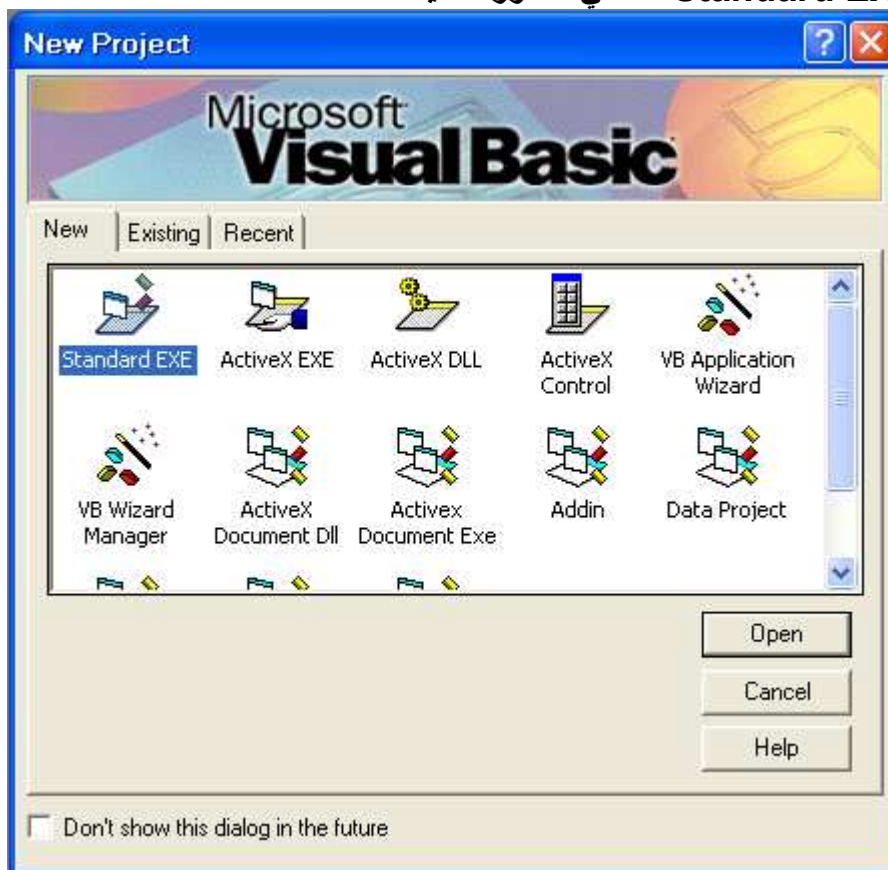 New Project
Microsoft
Visual Basic
New Existing Recent
Standard EXE ActiveX EXE ActiveX DLL ActiveX Control VB Application Wizard
VB Wizard Manager ActiveX Document Dll Activex Document Exe Addin Data Project
Open
Cancel
Help
Don't show this dialog in the future